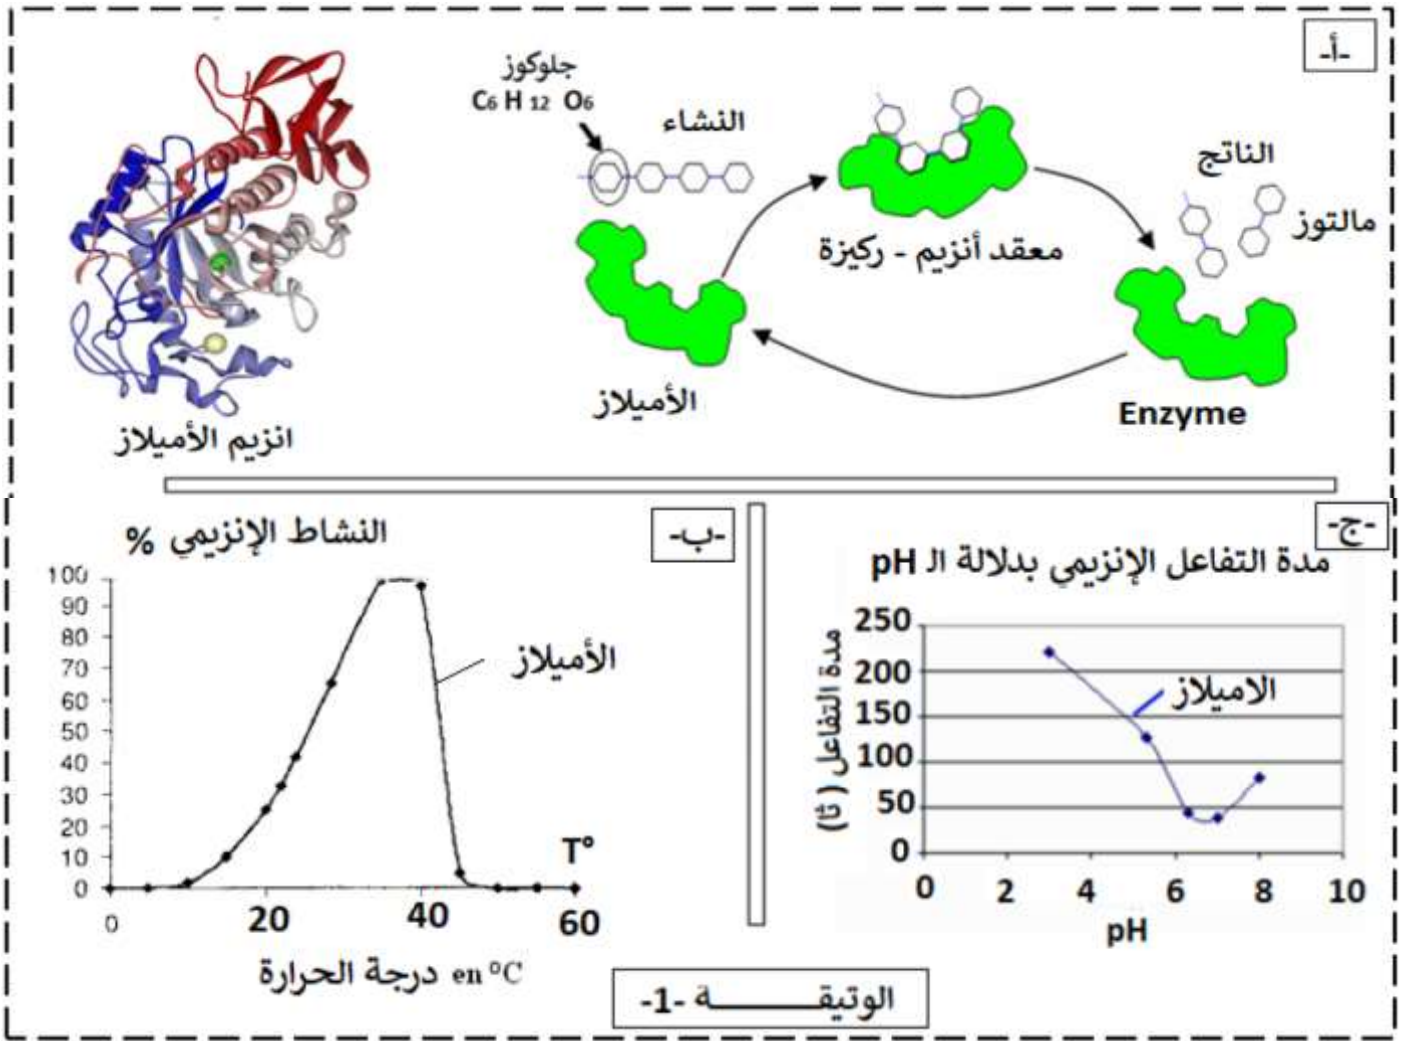 -أ-
جلوكوز
C6 H 12 O6
النشاء
معقد أنزيم - ركيزة
الناتج
مالتوز
الأميلاز
Enzyme
انزيم الأميلاز
-ب-
النشاط الإنزيمي %
100
90
80
70
60
50
40
30
20
10
0
الأميلاز
T°
0 20 40 60
درجة الحرارة en °C
-ج-
مدة التفاعل الإنزيمي بدلالة الـ pH
مدة التفاعل ( ثا)
250
200
150
100
50
0
الاميلاز
0 2 4 6 8 10
pH
الوتيقـــــــــة -1-